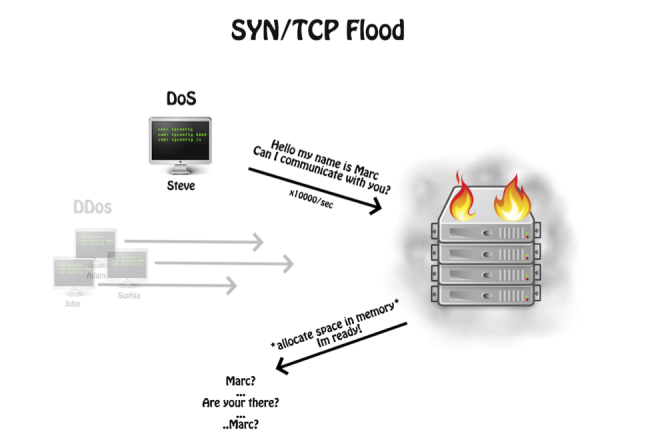 SYN/TCP Flood
DoS
Steve
Hello my name is Marc
Can I communicate with you?
x10000/sec
DDos
Adam
Sophia
John
*allocate space in memory*
Im ready!
Marc?
...
Are your there?
...
..Marc?